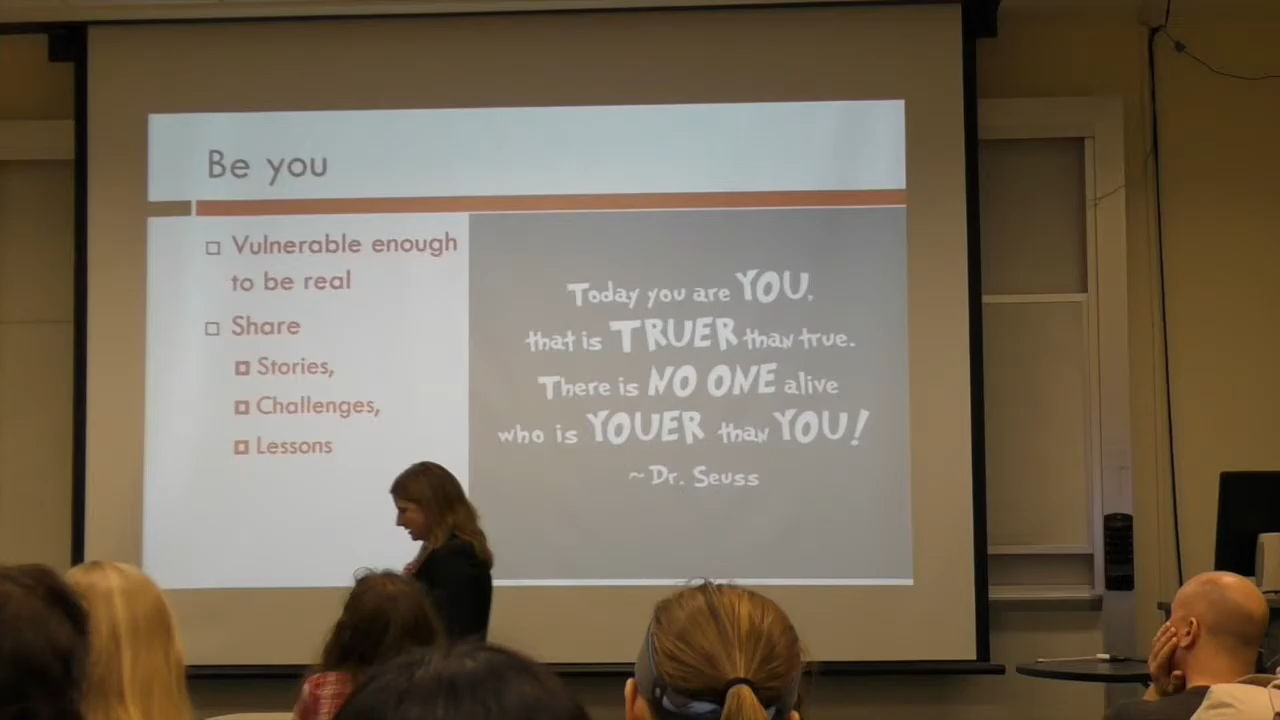 Be you
Vulnerable enough
to be real
Share
Stories,
Challenges,
Lessons
Today you are YOU,
that is TRUER than true.
There is NO ONE alive
who is YOUER than YOU!
~Dr. Seuss